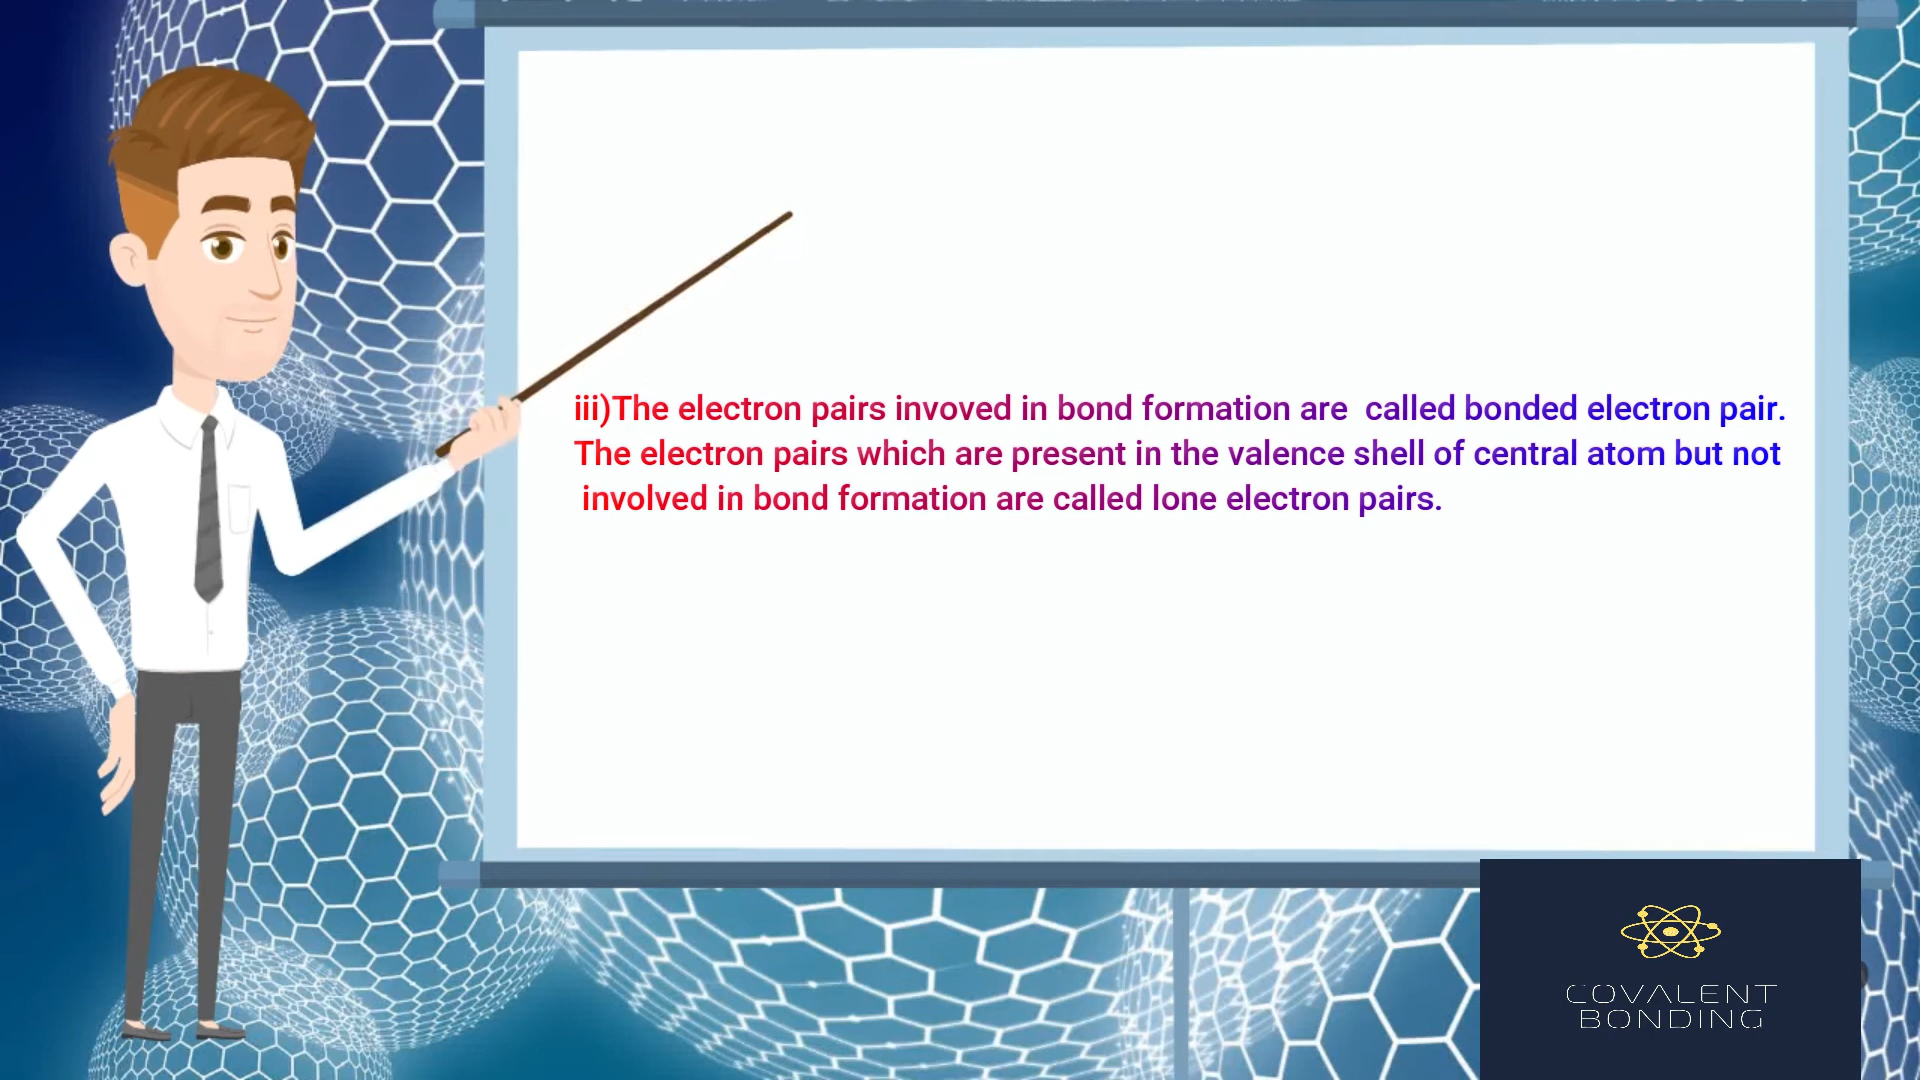 iii)The electron pairs invoved in bond formation are  called bonded electron pair.
The electron pairs which are present in the valence shell of central atom but not
involved in bond formation are called lone electron pairs.
COVALENT
BONDING